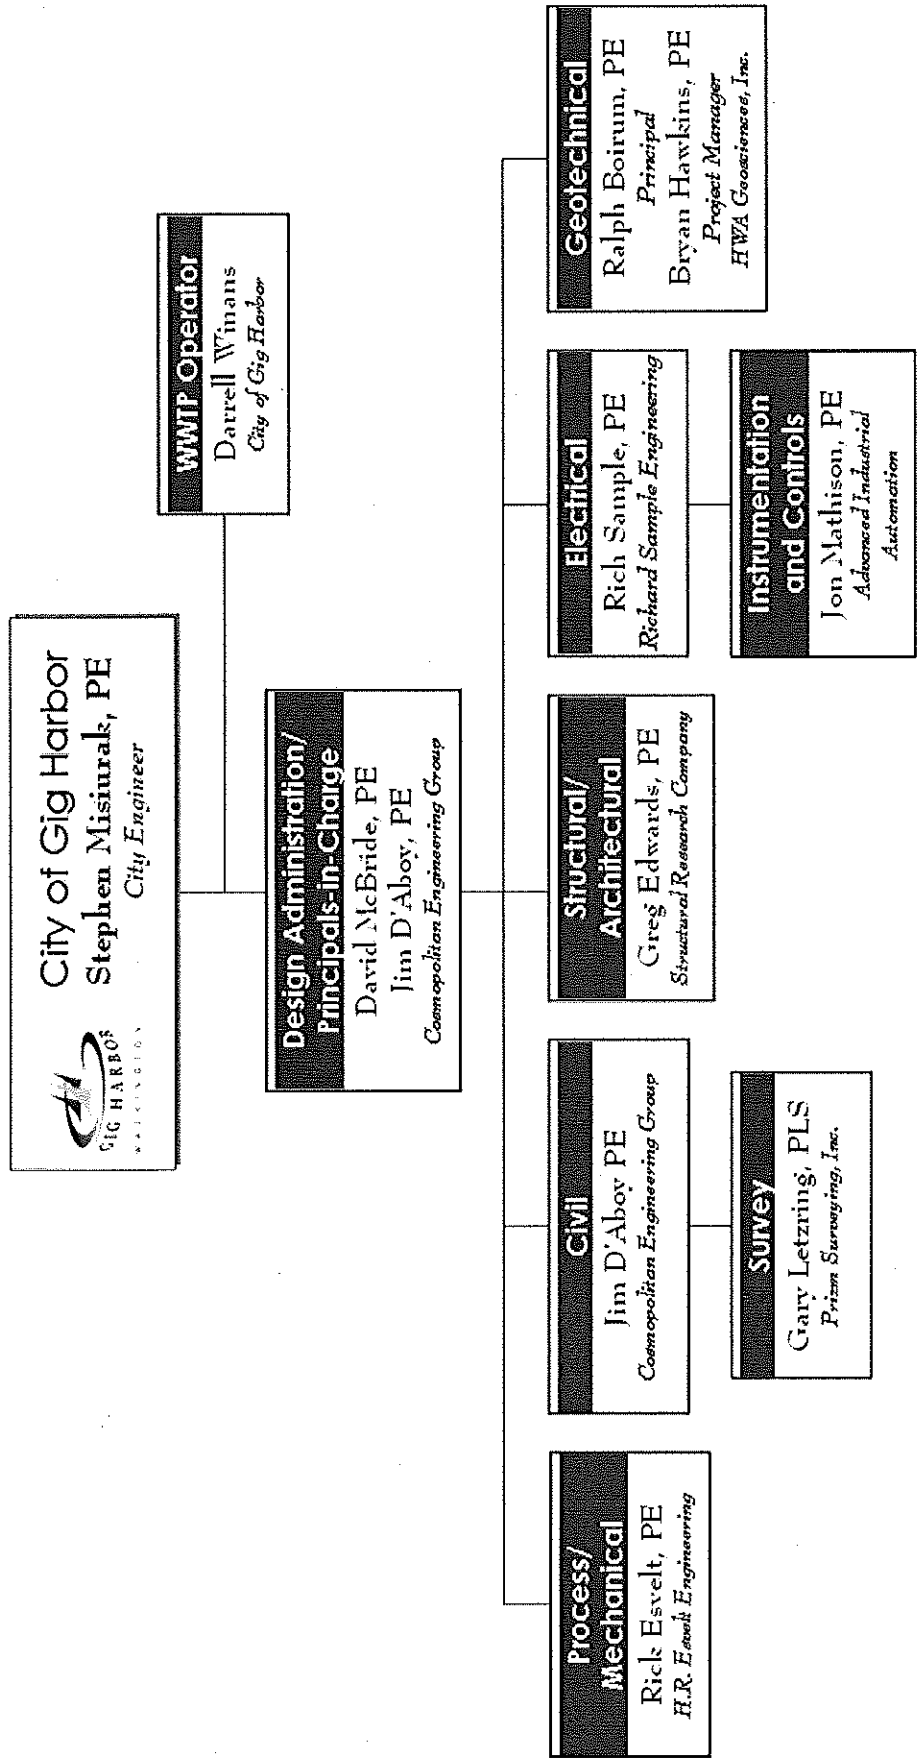 GIG HARBOR
WASHINGTON
City of Gig Harbor
Stephen Misiurak, PE
City Engineer
WWTP Operator
Darrell Winans
City of Gig Harbor
Design Administration/
Principals-in-Charge
David McBride, PE
Jim D'Aboy, PE
Cosmopolitan Engineering Group
Process/
Mechanical
Rick Esvelt, PE
H.R. Esvelt Engineering
Civil
Jim D'Aboy PE
Cosmopolitan Engineering Group
Survey
Gary Letzring, PLS
Prizm Surveying, Inc.
Structural/
Architectural
Greg Edwards, PE
Structural Research Company
Electrical
Rich Sample, PE
Richard Sample Engineering
Instrumentation
and Controls
Jon Mathison, PE
Advanced Industrial
Automation
Geotechnical
Ralph Boirum, PE
Principal
Bryan Hawkins, PE
Project Manager
HWA Geosciences, Inc.